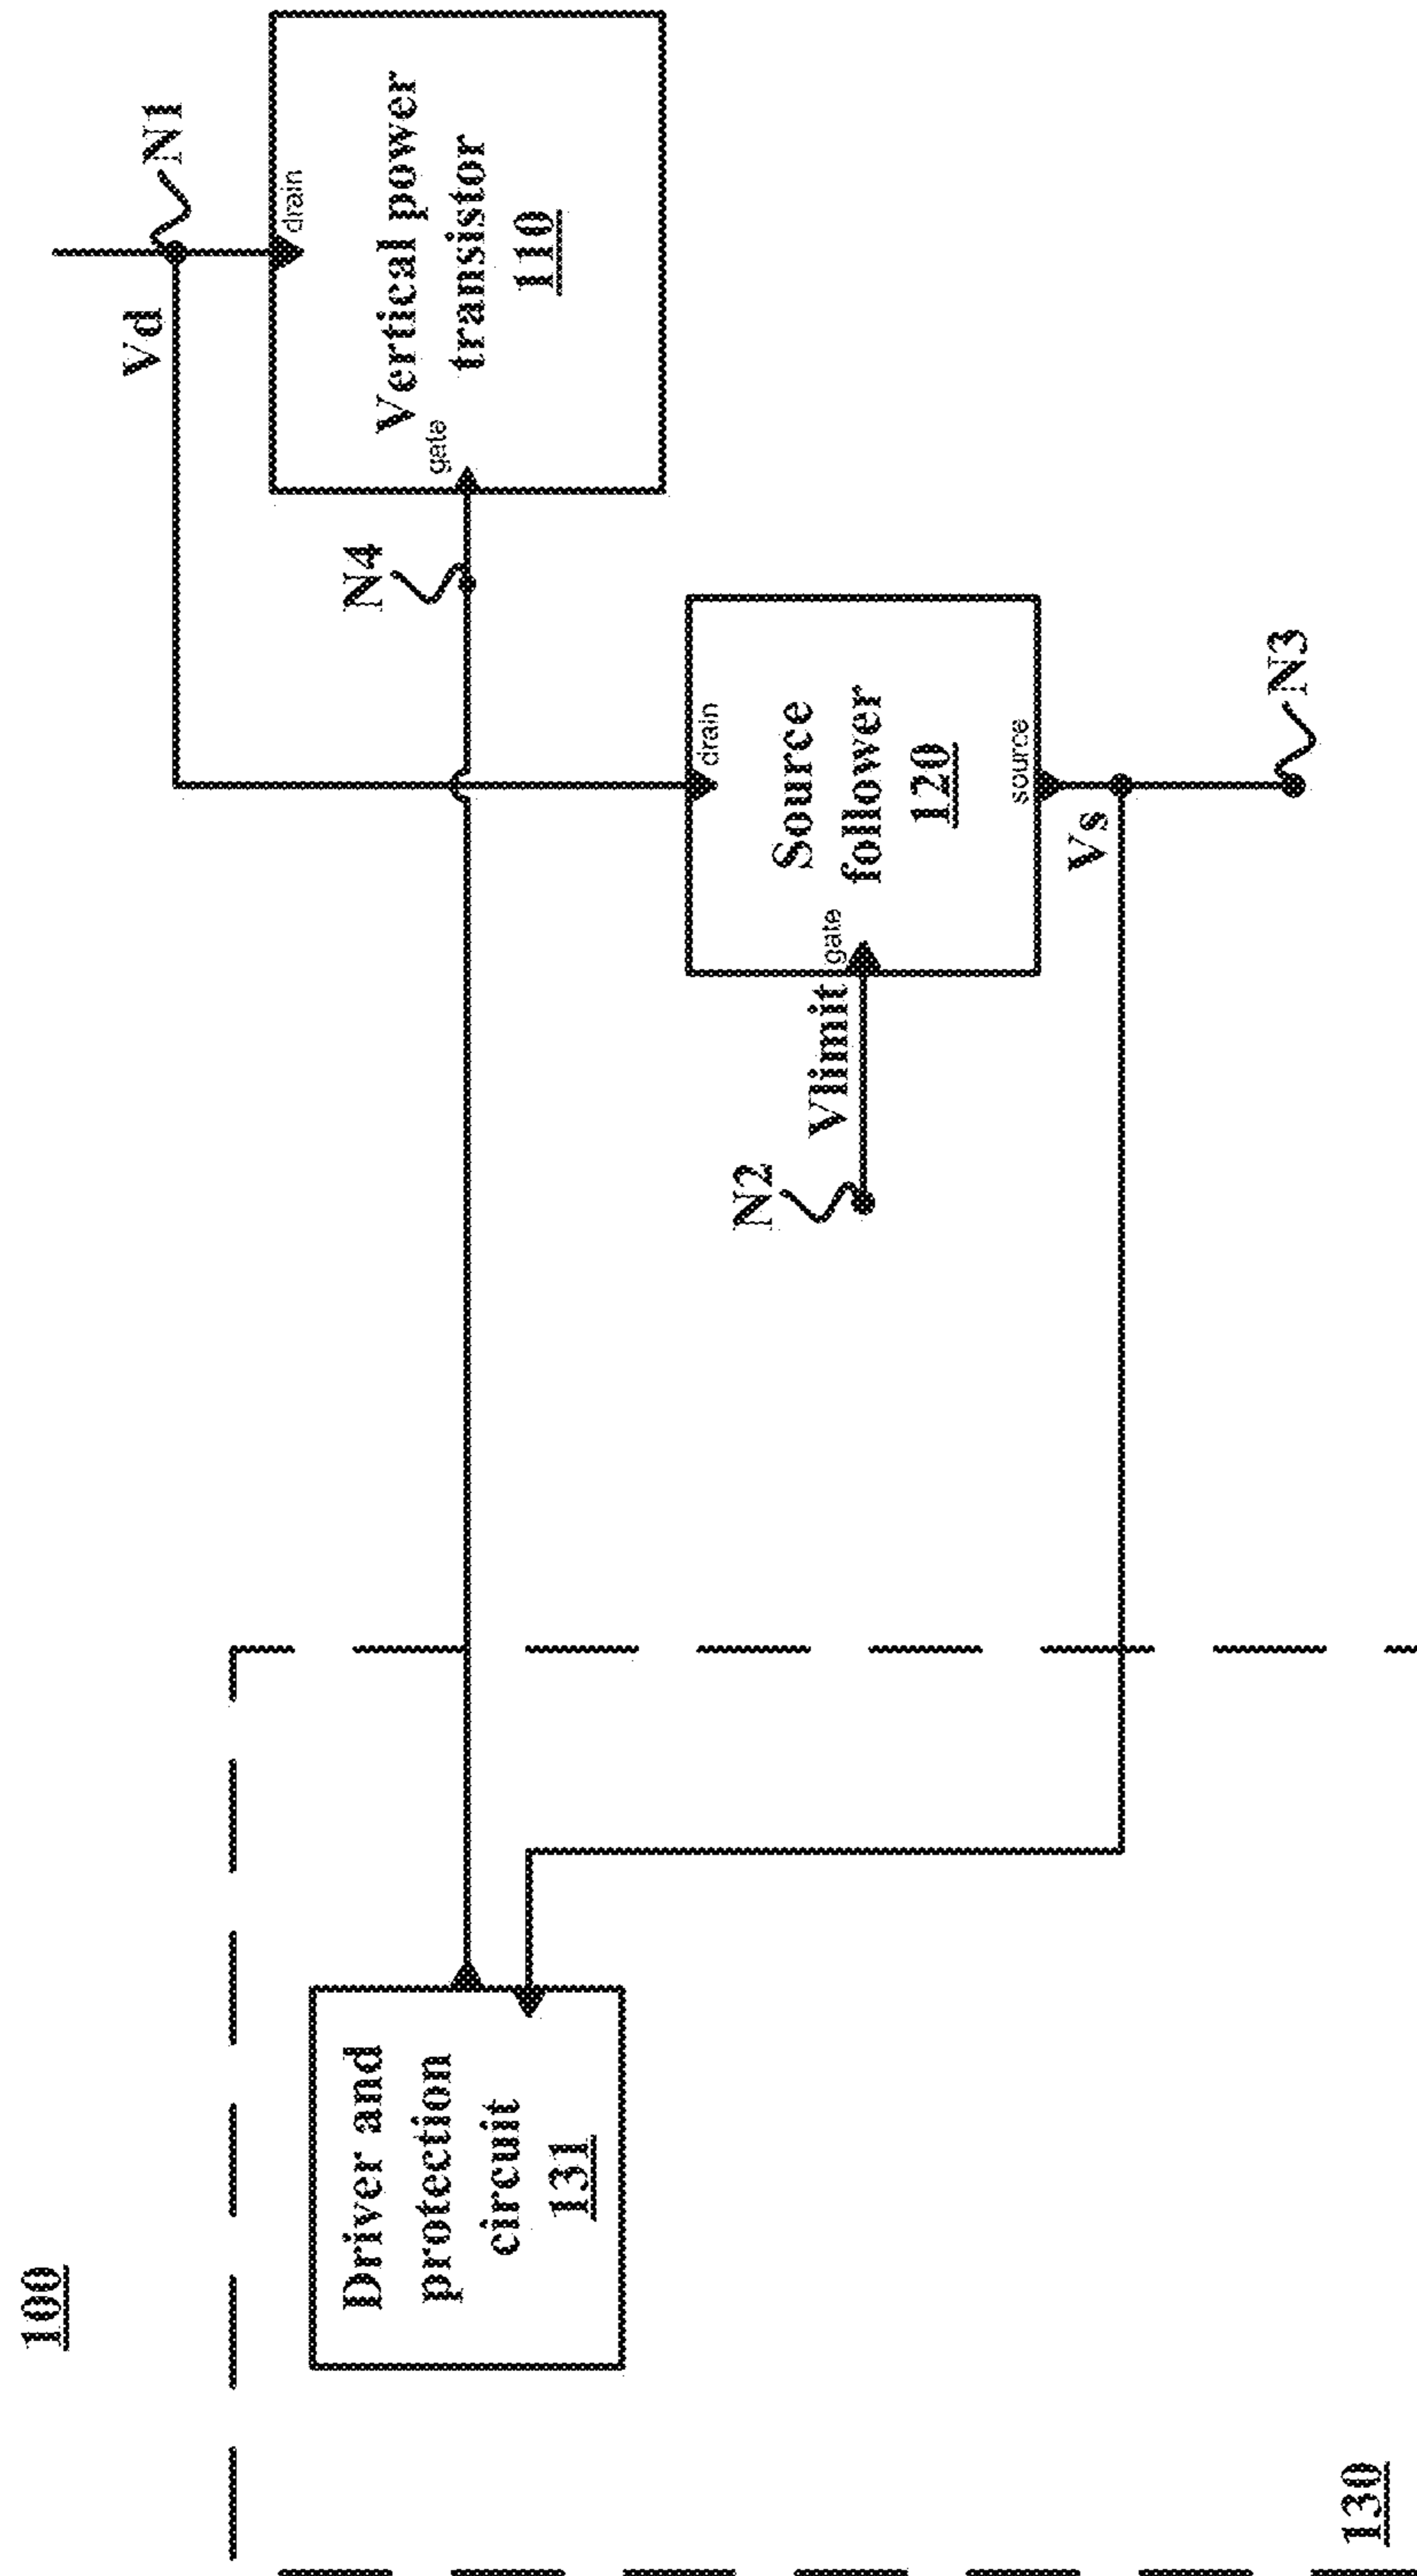 100
Vd
N1
drain
Vertical power
transistor
110
gate
N4
Driver and
protection
circuit
131
drain
Source
follower
120
gate
source
N2
Vlimit
Vs
N3
130